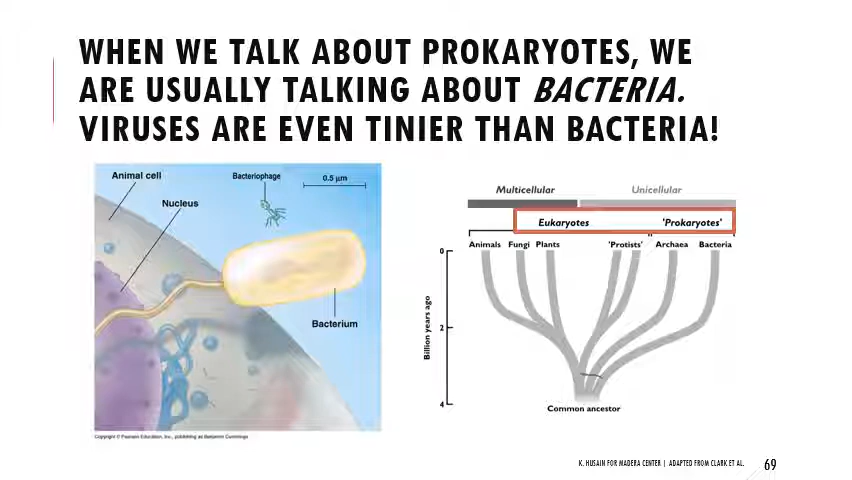 WHEN WE TALK ABOUT PROKARYOTES, WE
ARE USUALLY TALKING ABOUT BACTERIA.
VIRUSES ARE EVEN TINIER THAN BACTERIA!
Animal cell
Bacteriophage
0.5 μm
Nucleus
Bacterium
Copyright © Pearson Education, Inc., publishing as Benjamin Cummings
Multicellular
Unicellular
Eukaryotes
'Prokaryotes'
Animals Fungi Plants 'Protists' Archaea Bacteria
0
2
4
Billion years ago
Common ancestor
K. HUSAIN FOR MADERA CENTER | ADAPTED FROM CLARK ET AL.
69